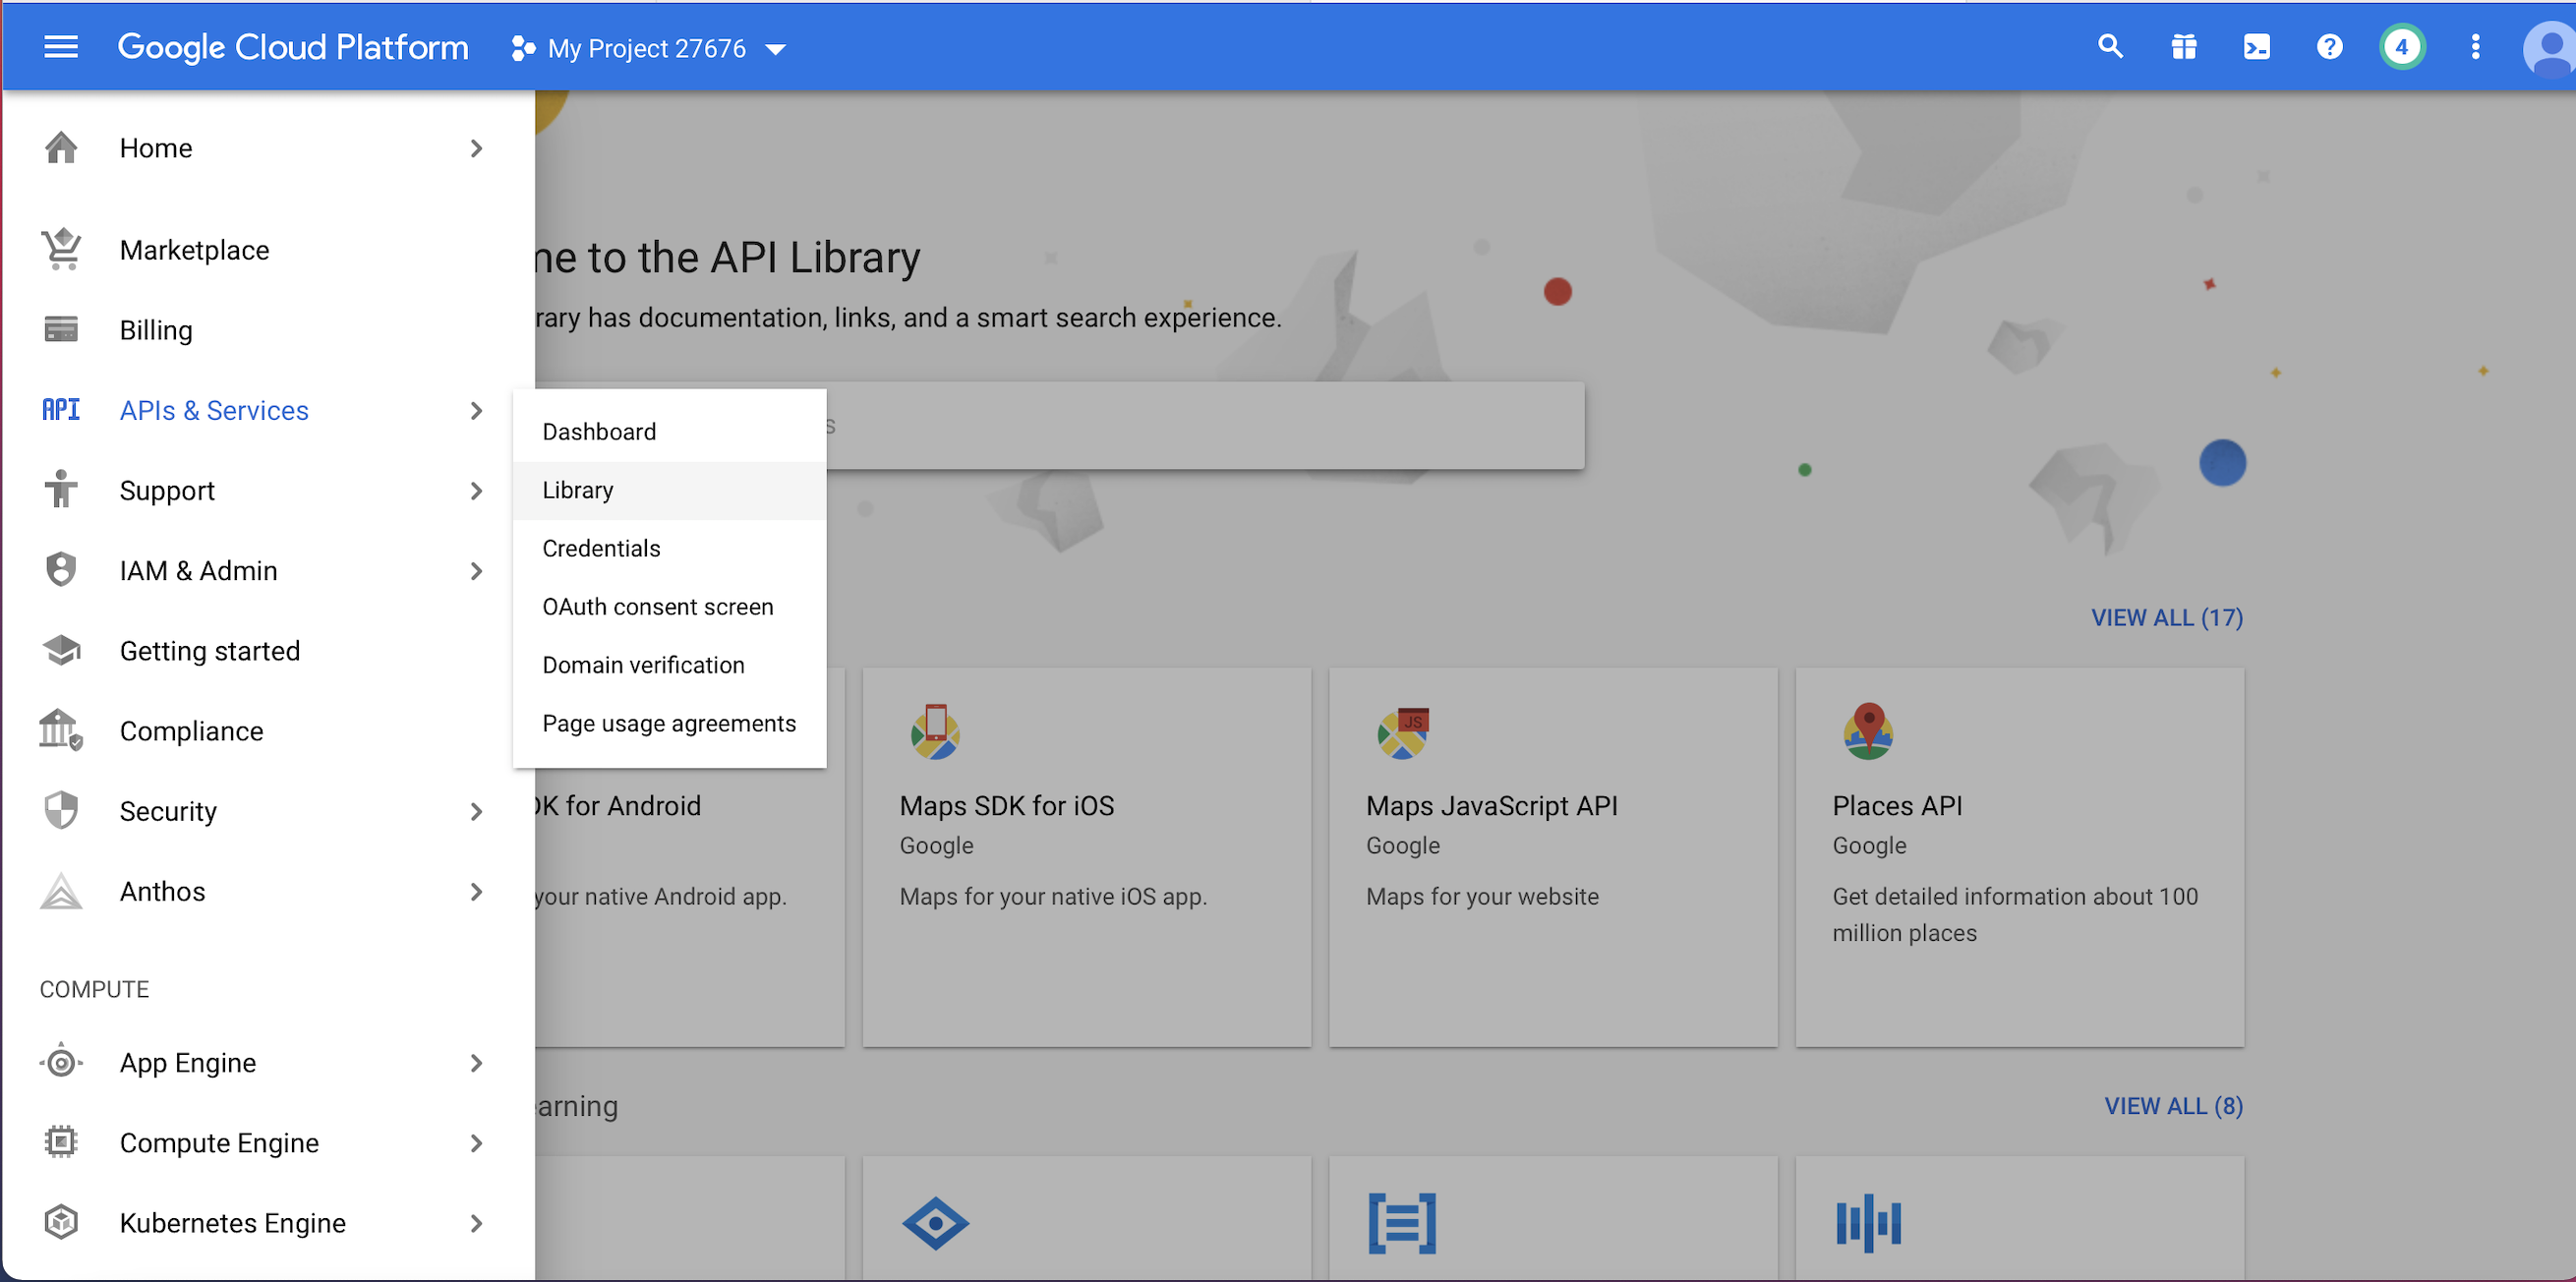 Google Cloud Platform
My Project 27676
4
Home
Marketplace
Billing
API APIs & Services
Support
IAM & Admin
Getting started
Compliance
Security
Anthos
COMPUTE
App Engine
Compute Engine
Kubernetes Engine
Dashboard
Library
Credentials
OAuth consent screen
Domain verification
Page usage agreements
me to the API Library
rary has documentation, links, and a smart search experience.
s
VIEW ALL (17)
DK for Android
your native Android app.
Maps SDK for iOS
Google
Maps for your native iOS app.
JS
Maps JavaScript API
Google
Maps for your website
Places API
Google
Get detailed information about 100
million places
earning
VIEW ALL (8)